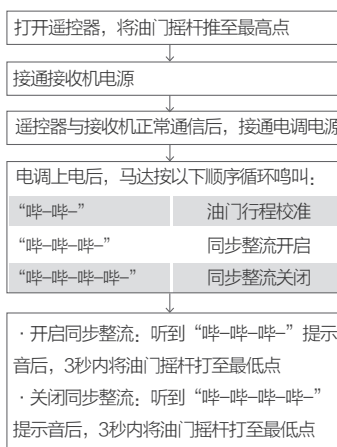 打开遥控器，将油门摇杆推至最高点
接通接收机电源
遥控器与接收机正常通信后，接通电调电源
电调上电后，马达按以下顺序循环鸣叫：
“哔–哔–” 油门行程校准
“哔–哔–哔–” 同步整流开启
“哔–哔–哔–哔–” 同步整流关闭
·开启同步整流：听到“哔–哔–哔–”提示
音后，3秒内将油门摇杆打至最低点
·关闭同步整流：听到“哔–哔–哔–哔–”
提示音后，3秒内将油门摇杆打至最低点